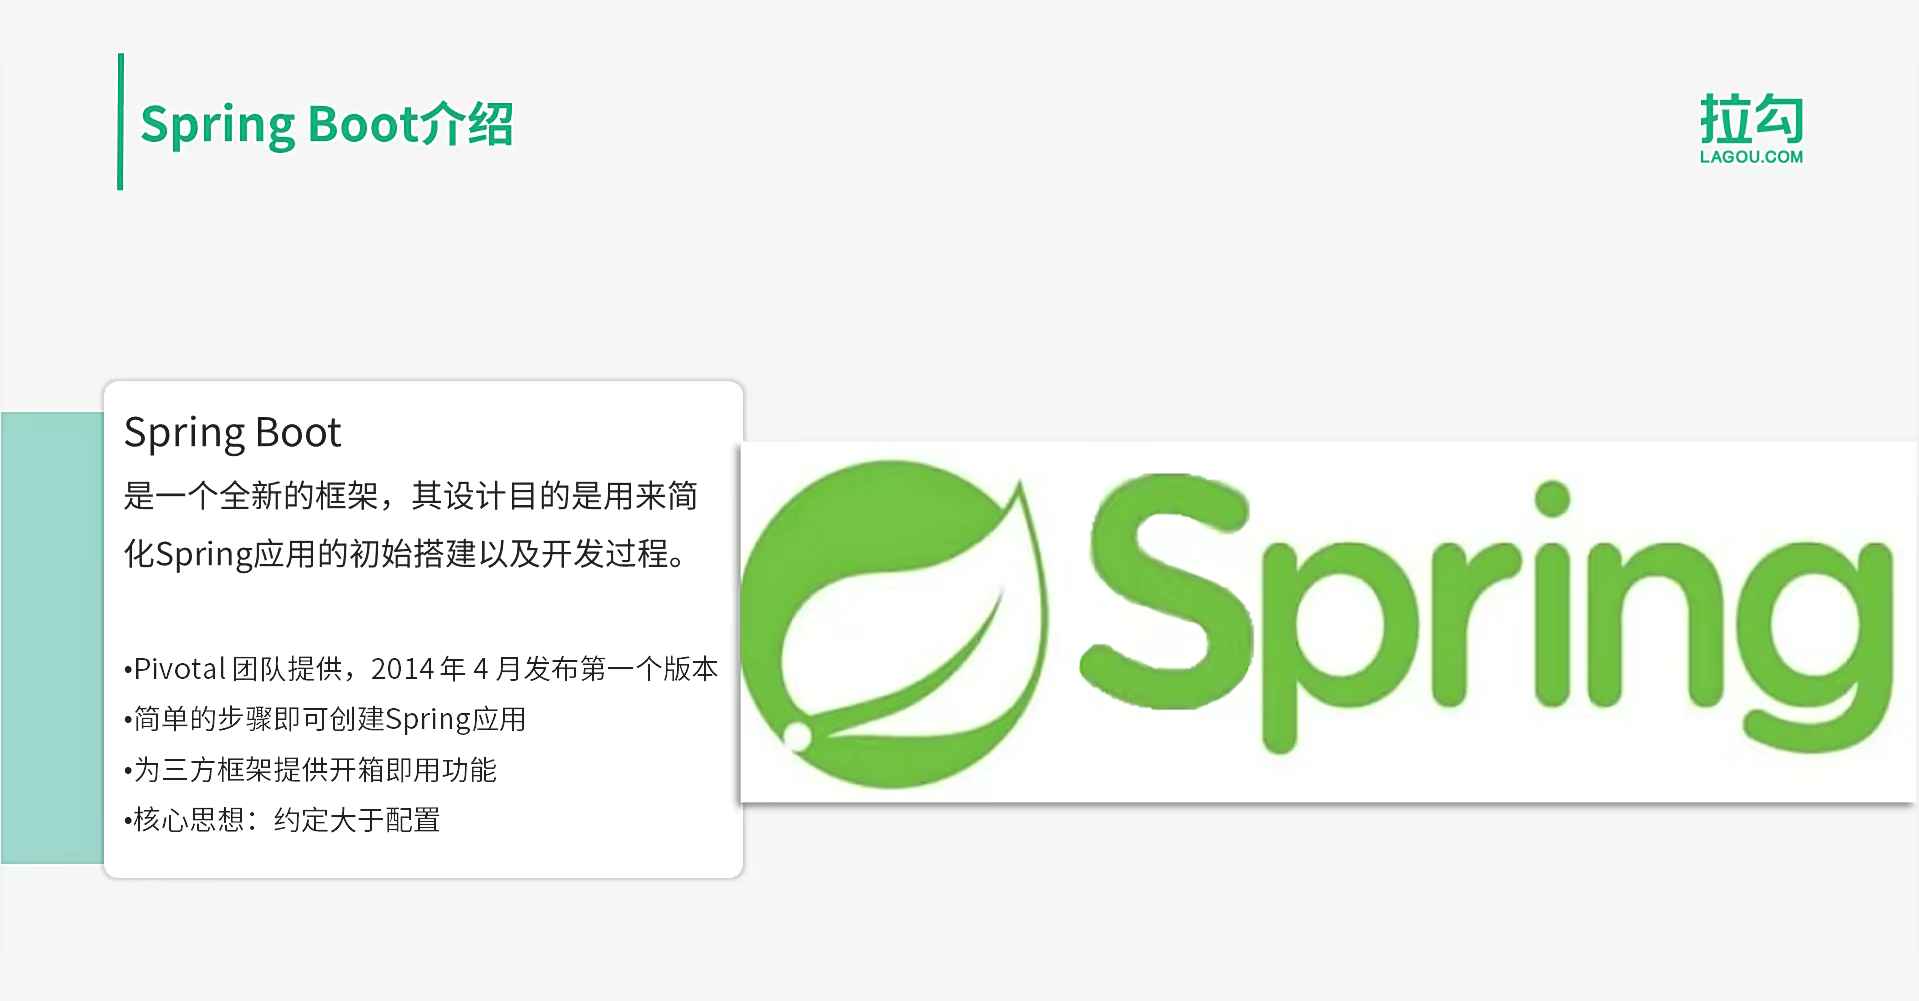 Spring Boot介绍
拉勾
LAGOU.COM
Spring Boot
是一个全新的框架，其设计目的是用来简
化Spring应用的初始搭建以及开发过程。
•Pivotal 团队提供，2014 年 4 月发布第一个版本
•简单的步骤即可创建Spring应用
•为三方框架提供开箱即用功能
•核心思想：约定大于配置
Spring